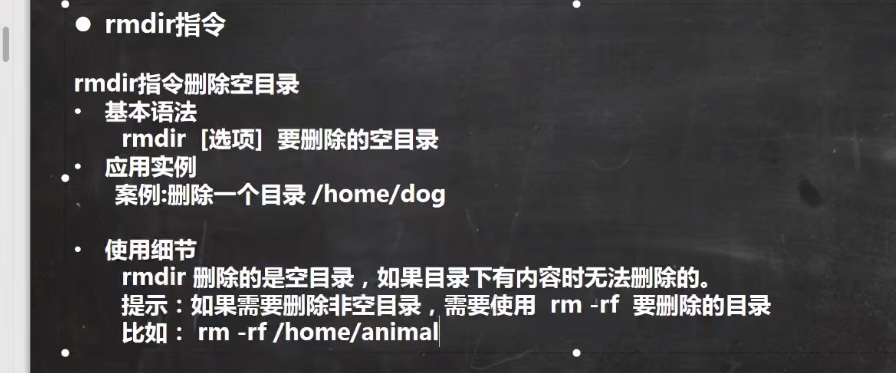 ● rmdir指令
rmdir指令删除空目录
• 基本语法
rmdir [选项] 要删除的空目录
• 应用实例
案例:删除一个目录 /home/dog
• 使用细节
rmdir 删除的是空目录，如果目录下有内容时无法删除的。
提示：如果需要删除非空目录，需要使用 rm -rf 要删除的目录
比如： rm -rf /home/animal